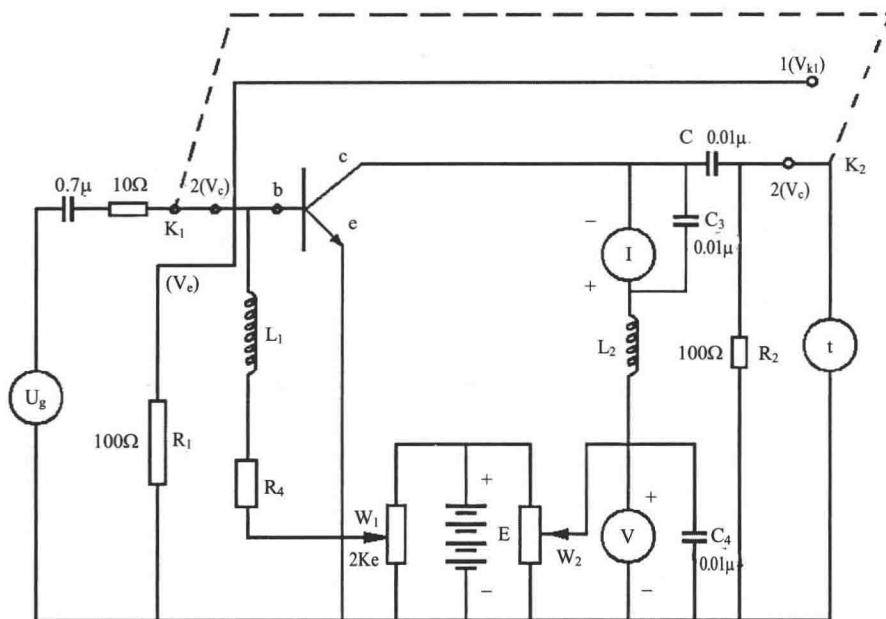 1(Vk1)
c
C
0.01μ
0.7μ
10Ω
2(Vc)
b
K1
K2
2(Vc)
e
C3
0.01μ
−
I
+
(Ve)
L1
L2
100Ω
R2
t
Ug
100Ω
R1
R4
W1
2Ke
+
E
−
W2
+
V
−
C4
0.01μ